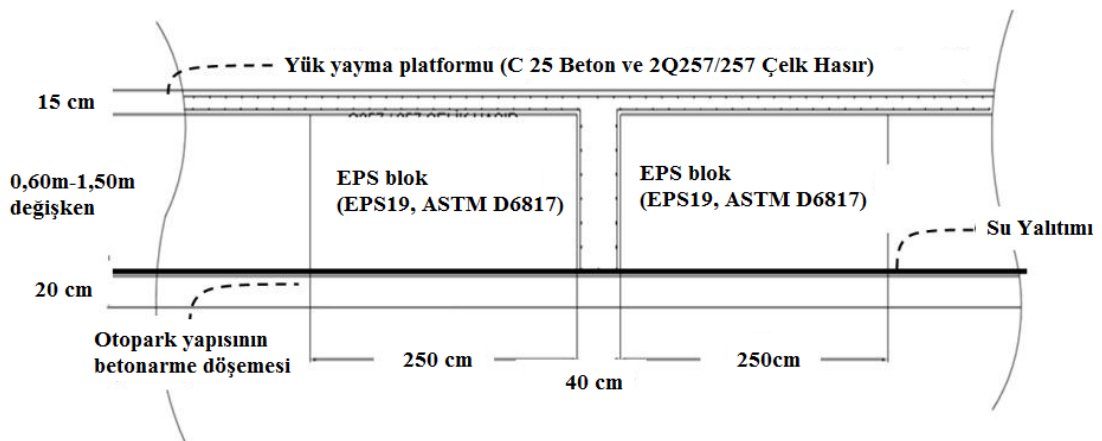 Yük yayma platformu (C 25 Beton ve 2Q257/257 Çelk Hasır)
15 cm
0,60m-1,50m
değişken
EPS blok
(EPS19, ASTM D6817)
EPS blok
(EPS19, ASTM D6817)
Su Yalıtımı
20 cm
Otopark yapısının
betonarme döşemesi
250 cm
40 cm
250cm